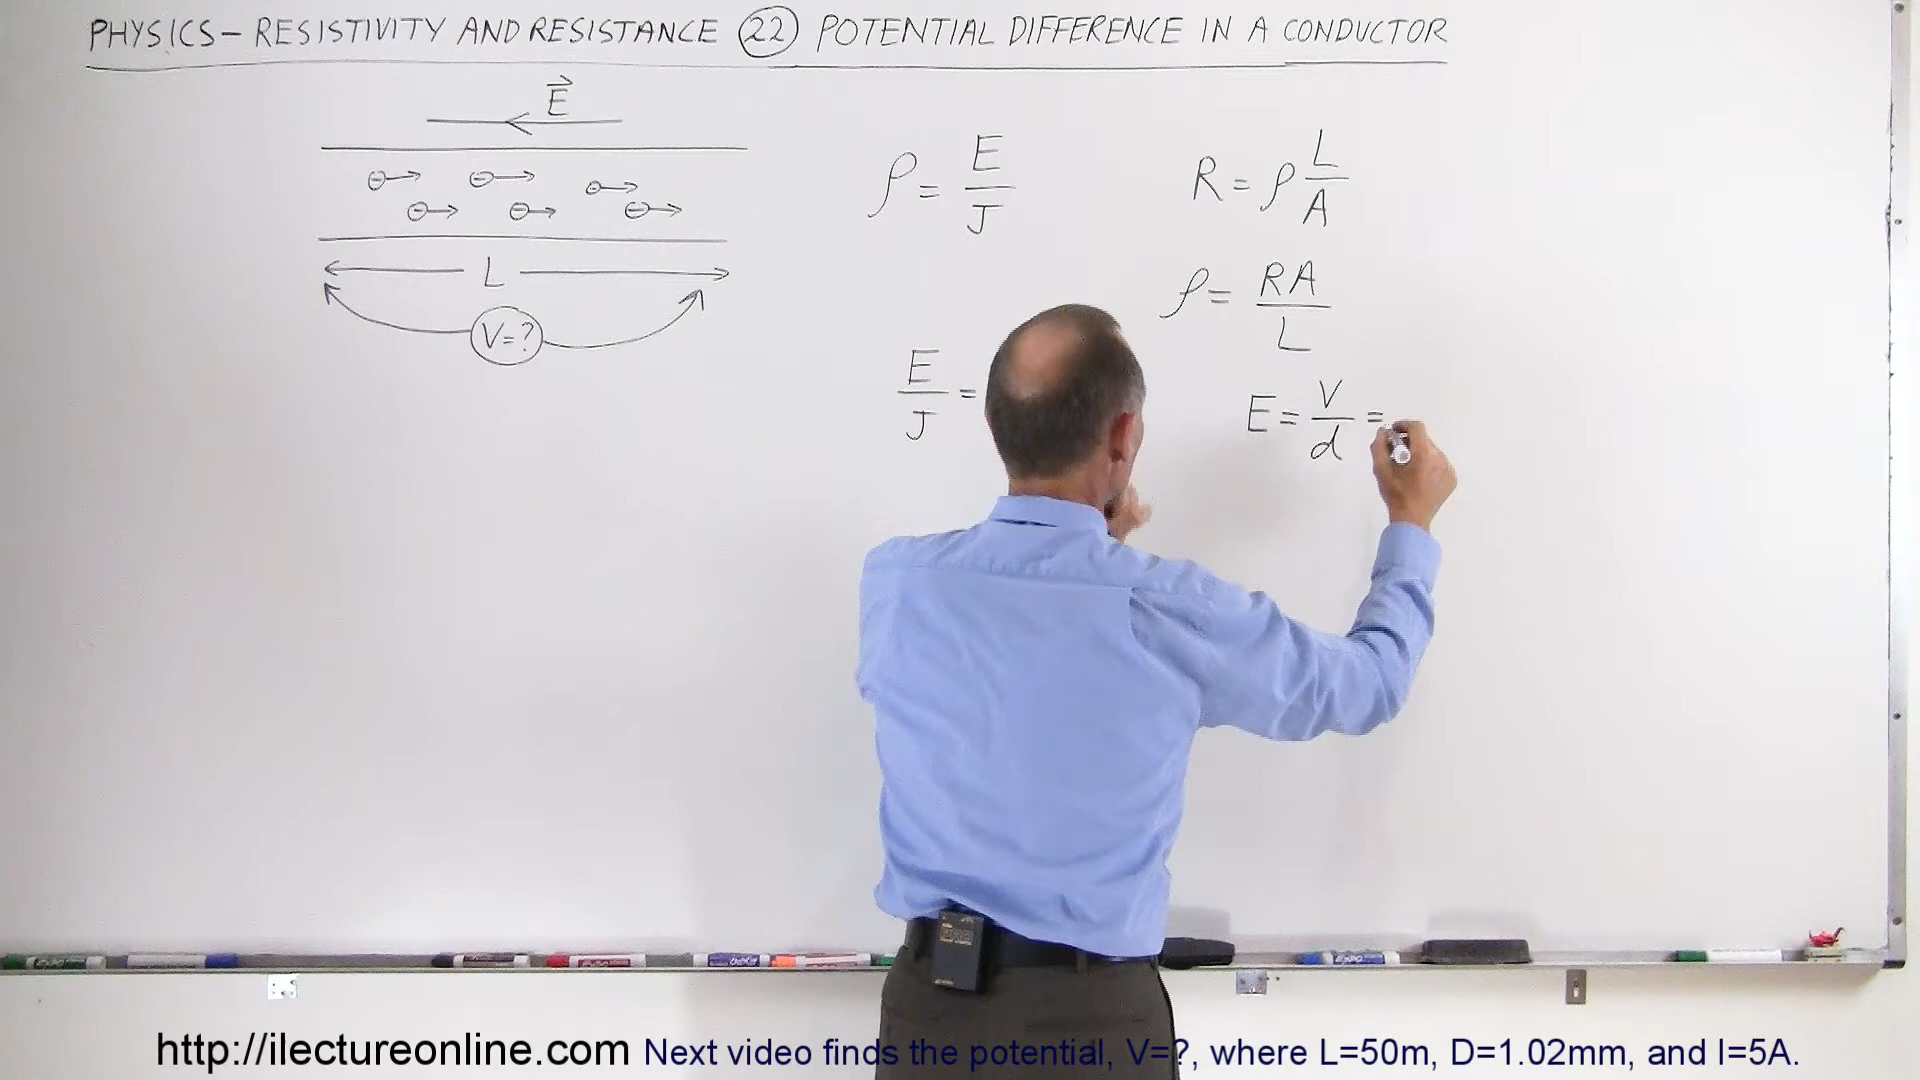 PHYSICS – RESISTIVITY AND RESISTANCE 22 POTENTIAL DIFFERENCE IN A CONDUCTOR
E
L
V=?
ρ = E/J
R = ρ L/A
ρ = RA/L
E/J =
E = V/d =
http://ilectureonline.com Next video finds the potential, V=?, where L=50m, D=1.02mm, and I=5A.